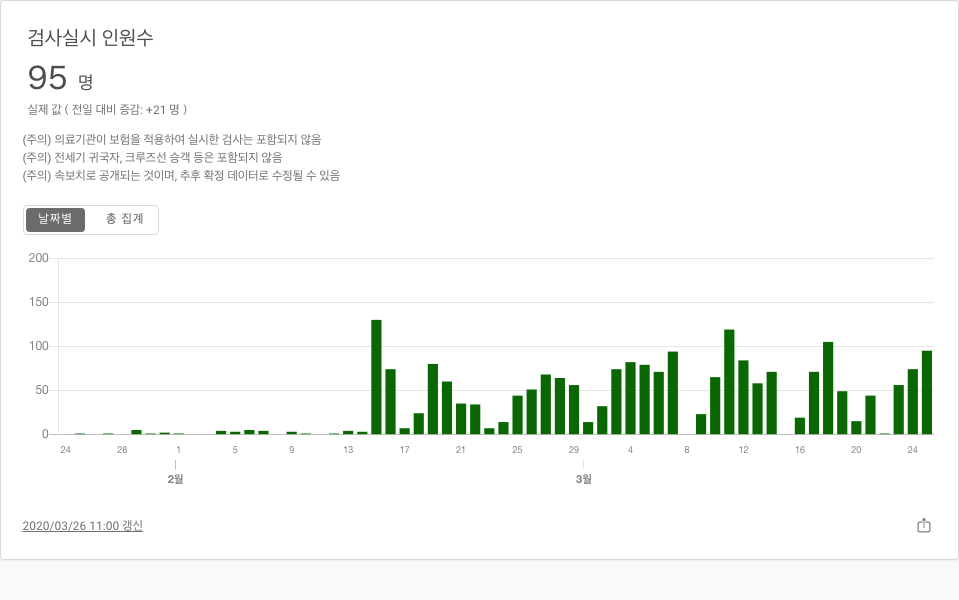 검사실시 인원수
95 명
실제 값 ( 전일 대비 증감: +21 명 )
(주의) 의료기관이 보험을 적용하여 실시한 검사는 포함되지 않음
(주의) 전세기 귀국자, 크루즈선 승객 등은 포함되지 않음
(주의) 속보치로 공개되는 것이며, 추후 확정 데이터로 수정될 수 있음
날짜별 총 집계
200
150
100
50
0
24 28 1 5 9 13 17 21 25 29 4 8 12 16 20 24
2월 3월
2020/03/26 11:00 갱신